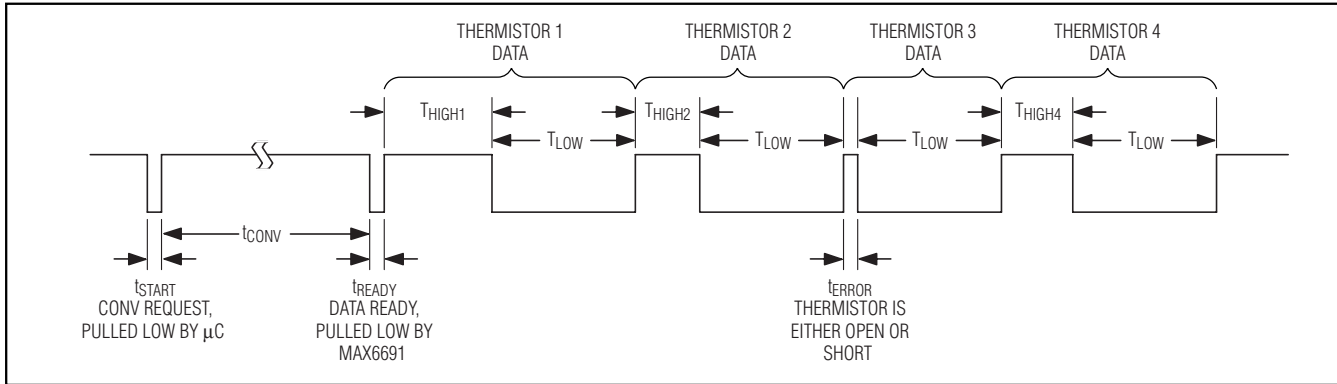 THERMISTOR 1
DATA
THERMISTOR 2
DATA
THERMISTOR 3
DATA
THERMISTOR 4
DATA
THIGH1
THIGH2
THIGH4
TLOW
TLOW
TLOW
TLOW
tCONV
tSTART
CONV REQUEST,
PULLED LOW BY µC
tREADY
DATA READY,
PULLED LOW BY
MAX6691
tERROR
THERMISTOR IS
EITHER OPEN OR
SHORT